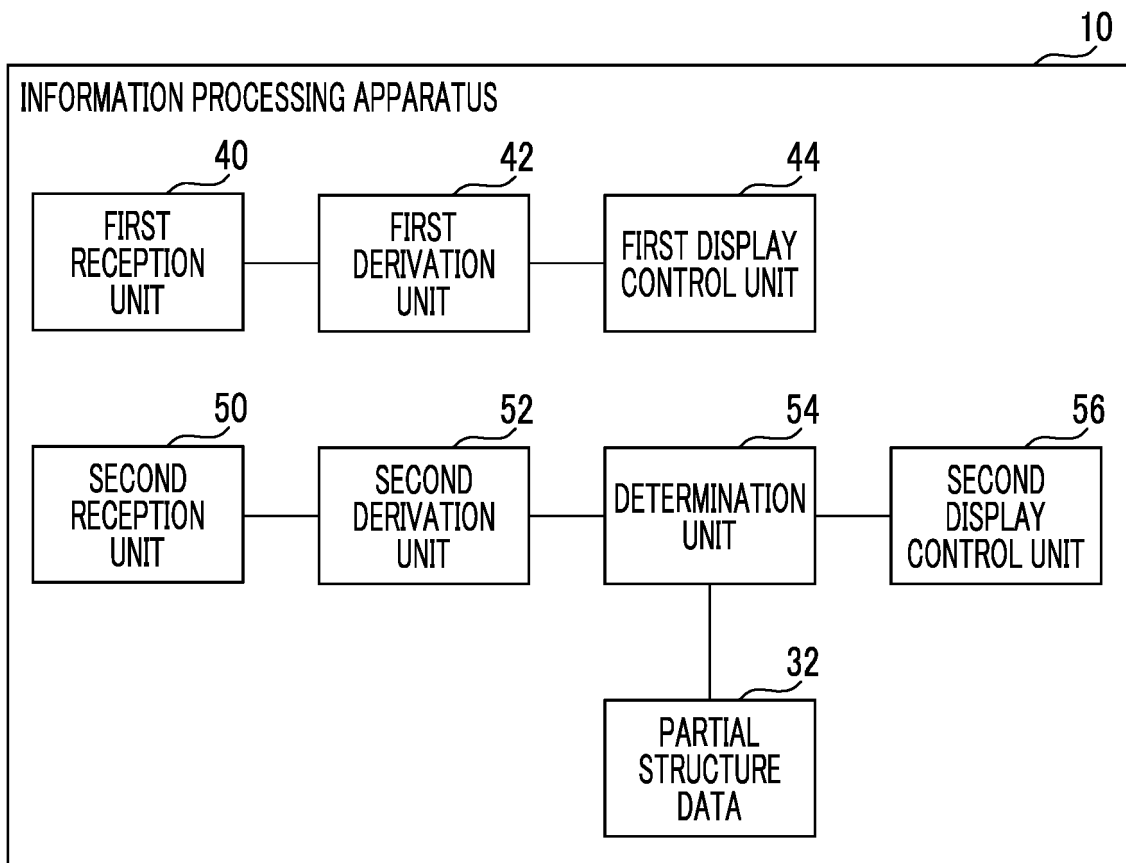 10
INFORMATION PROCESSING APPARATUS
40
FIRST
RECEPTION
UNIT
42
FIRST
DERIVATION
UNIT
44
FIRST DISPLAY
CONTROL UNIT
50
SECOND
RECEPTION
UNIT
52
SECOND
DERIVATION
UNIT
54
DETERMINATION
UNIT
56
SECOND
DISPLAY
CONTROL UNIT
32
PARTIAL
STRUCTURE
DATA